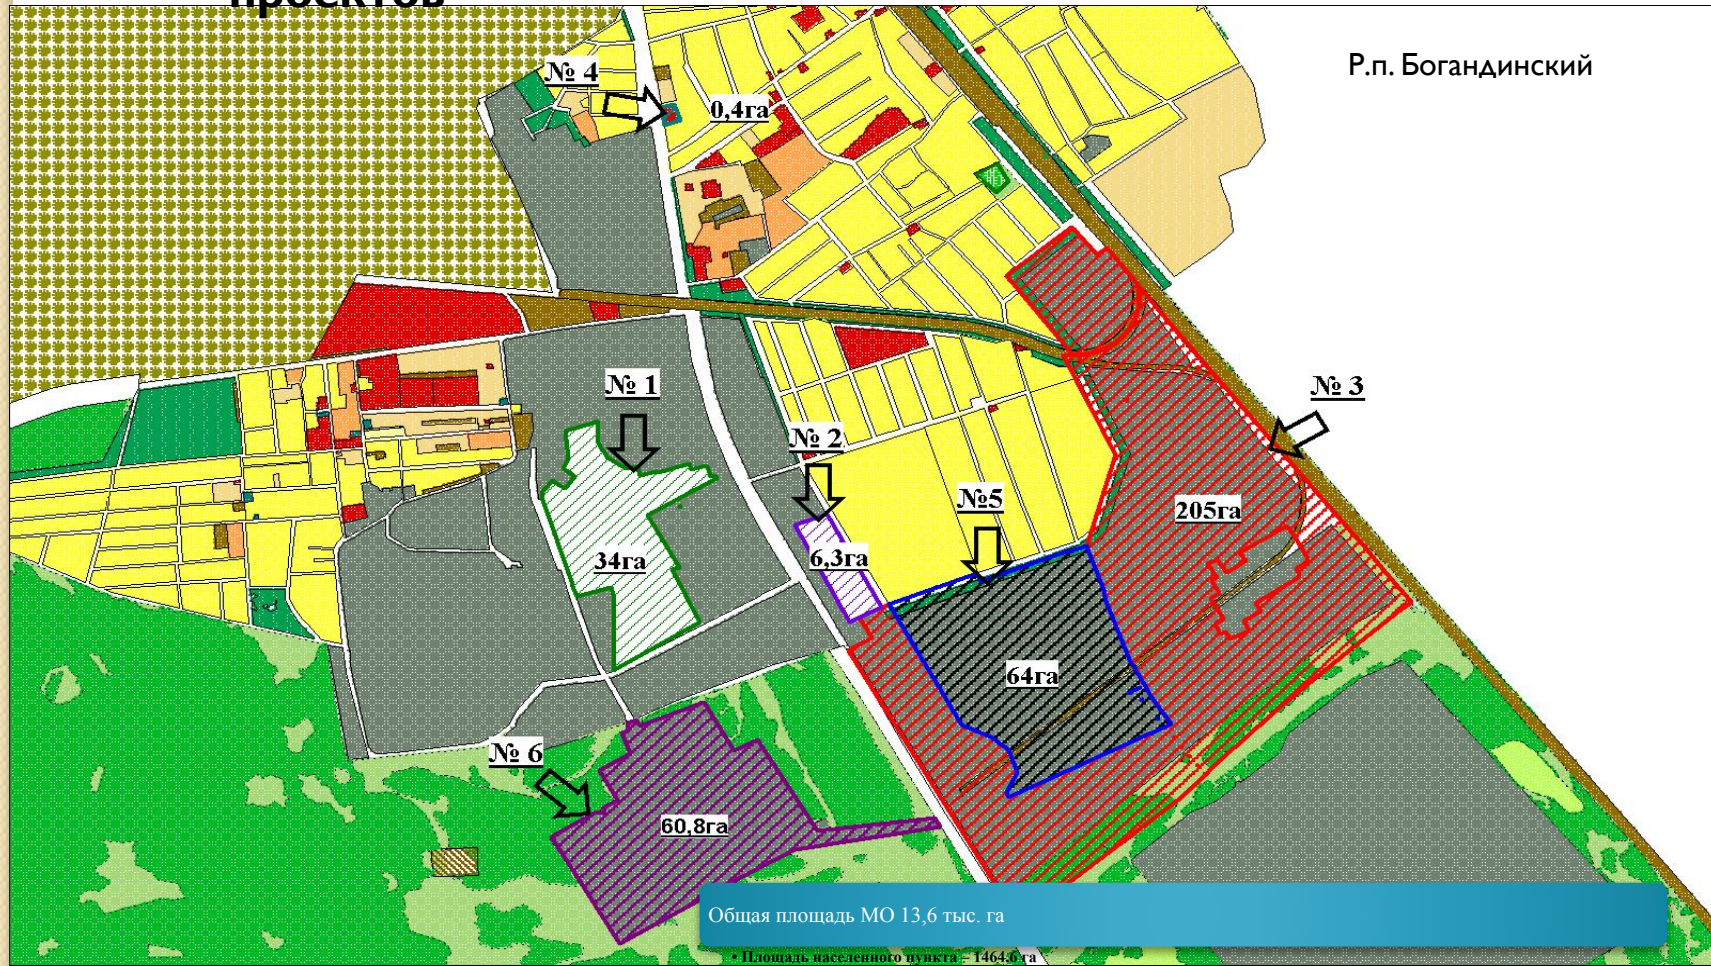 проектов
Р.п. Богандинский
№ 4
0,4га
№ 1
№ 3
№ 2
№5
205га
34га
6,3га
64га
№ 6
60,8га
Общая площадь МО 13,6 тыс. га
• Площадь населенного пункта – 1464,6 га